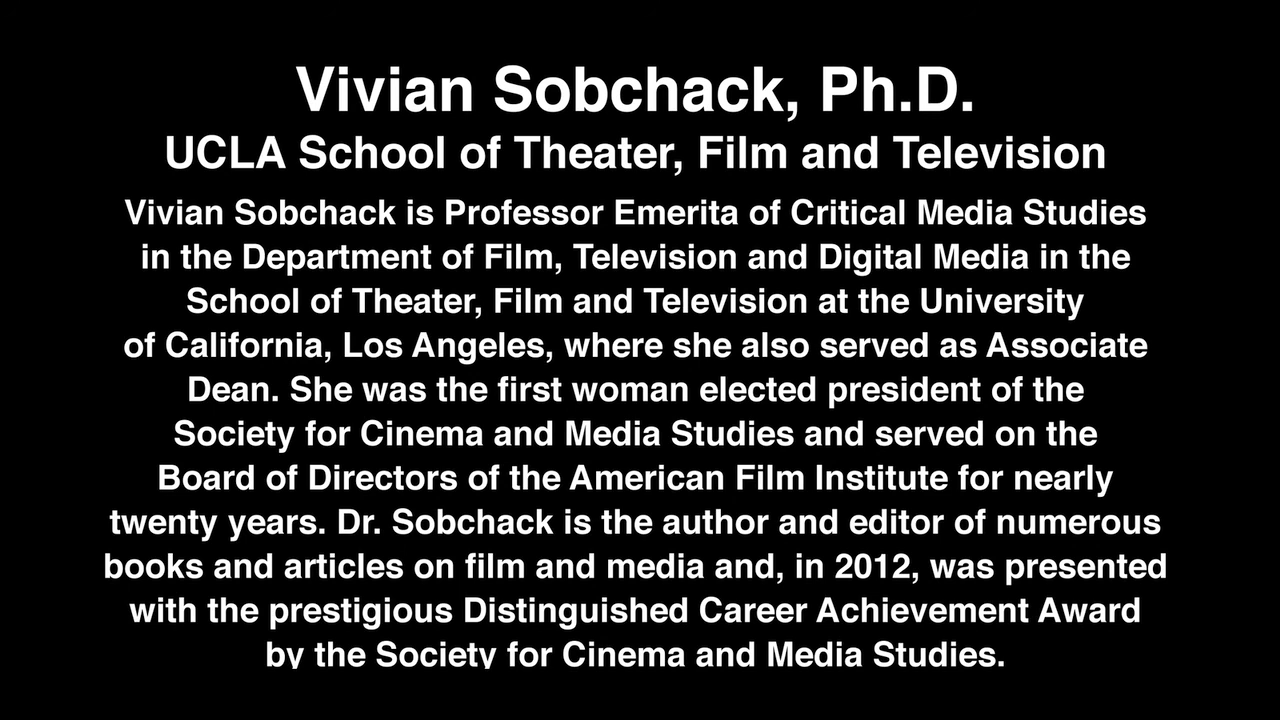 Vivian Sobchack, Ph.D.
UCLA School of Theater, Film and Television
Vivian Sobchack is Professor Emerita of Critical Media Studies
in the Department of Film, Television and Digital Media in the
School of Theater, Film and Television at the University
of California, Los Angeles, where she also served as Associate
Dean. She was the first woman elected president of the
Society for Cinema and Media Studies and served on the
Board of Directors of the American Film Institute for nearly
twenty years. Dr. Sobchack is the author and editor of numerous
books and articles on film and media and, in 2012, was presented
with the prestigious Distinguished Career Achievement Award
by the Society for Cinema and Media Studies.